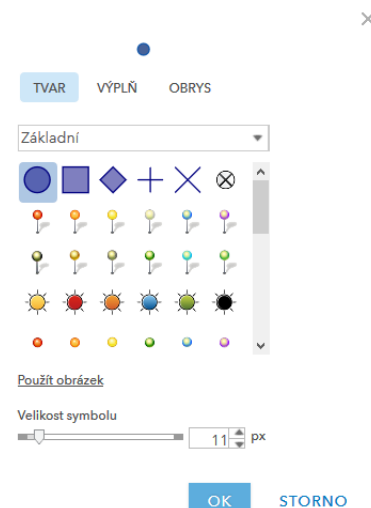 TVAR VÝPLŇ OBRYS
Základní
Použít obrázek
Velikost symbolu
11 px
OK STORNO